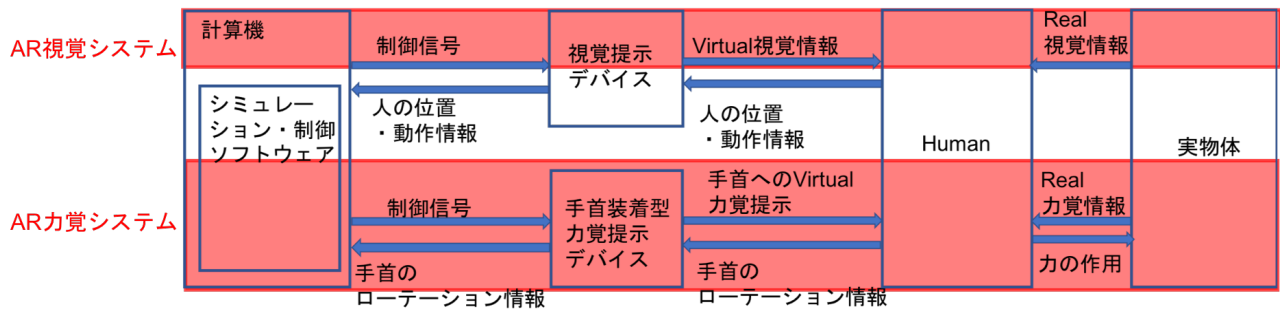 AR視覚システム
計算機
制御信号
視覚提示
デバイス
Virtual視覚情報
Real
視覚情報
人の位置
・動作情報
人の位置
・動作情報
シミュレー
ション・制御
ソフトウェア
Human
実物体
AR力覚システム
制御信号
手首装着型
力覚提示
デバイス
手首へのVirtual
力覚提示
Real
力覚情報
力の作用
手首の
ローテーション情報
手首の
ローテーション情報